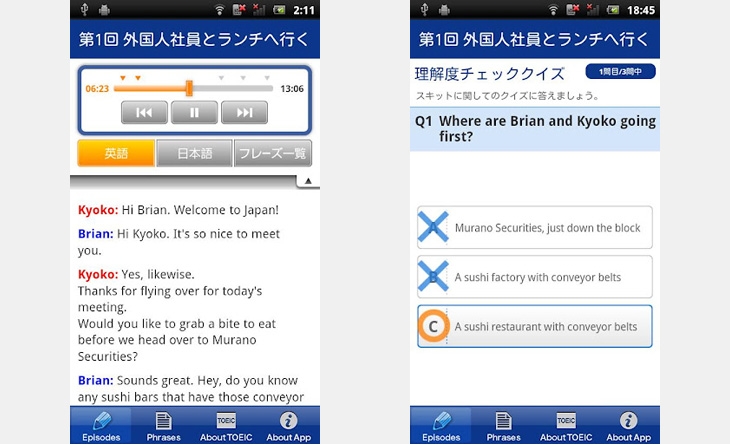 2:11
第1回 外国人社員とランチへ行く
06:23
13:06
英語
日本語
フレーズ一覧
Kyoko: Hi Brian. Welcome to Japan!
Brian: Hi Kyoko. It's so nice to meet
you.
Kyoko: Yes, likewise.
Thanks for flying over for today's
meeting.
Would you like to grab a bite to eat
before we head over to Murano
Securities?
Brian: Sounds great. Hey, do you know
any sushi bars that have those conveyor
Episodes
Phrases
TOEIC
About TOEIC
About App
18:45
第1回 外国人社員とランチへ行く
理解度チェッククイズ
1問目/3問中
スキットに関してのクイズに答えましょう。
Q1 Where are Brian and Kyoko going
first?
A
Murano Securities, just down the block
B
A sushi factory with conveyor belts
C
A sushi restaurant with conveyor belts
Episodes
Phrases
TOEIC
About TOEIC
About App